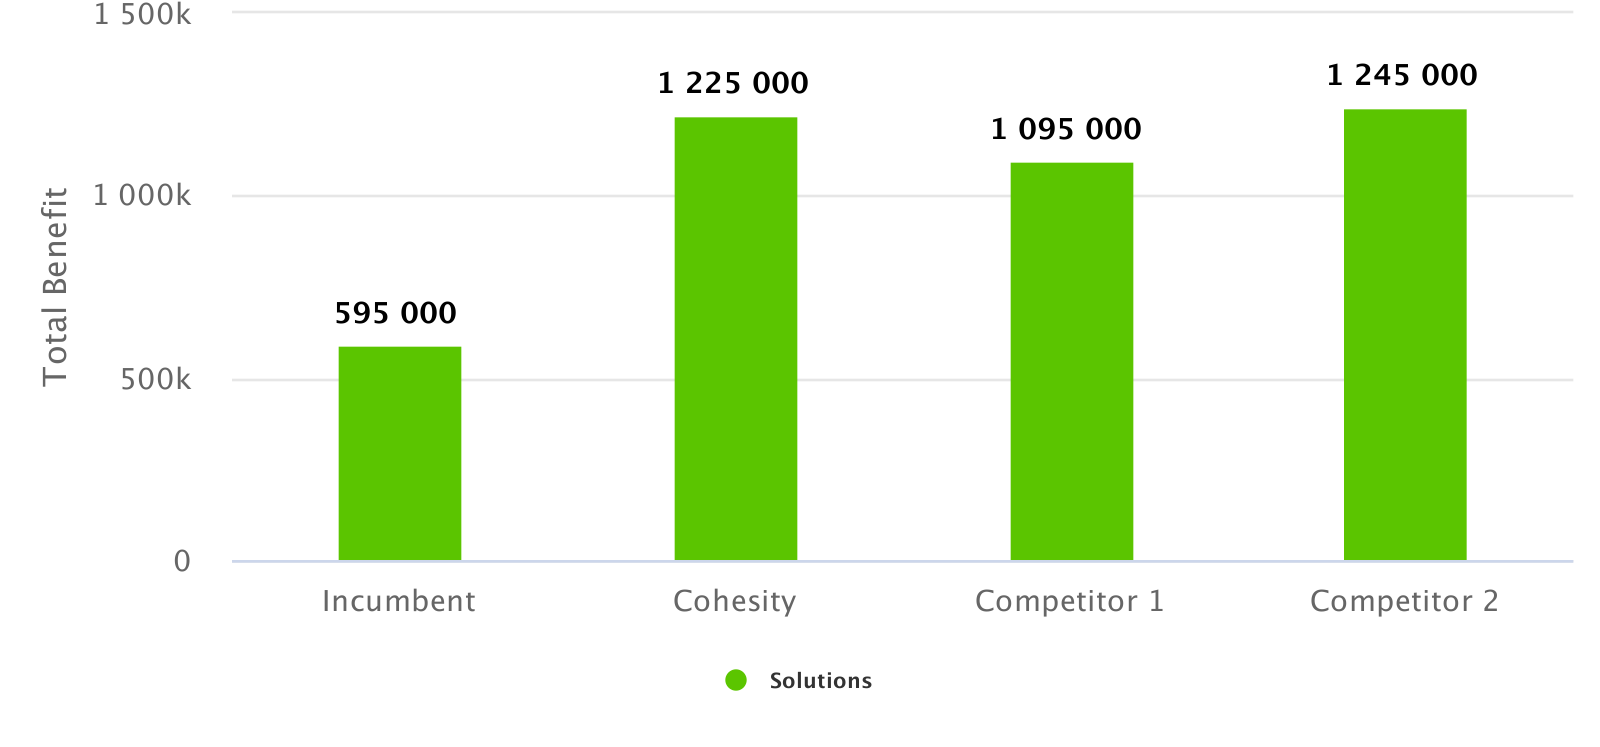 1 500k
1 245 000
1 225 000
1 095 000
1 000k
Total Benefit
595 000
500k
0
Incumbent Cohesity Competitor 1 Competitor 2
Solutions